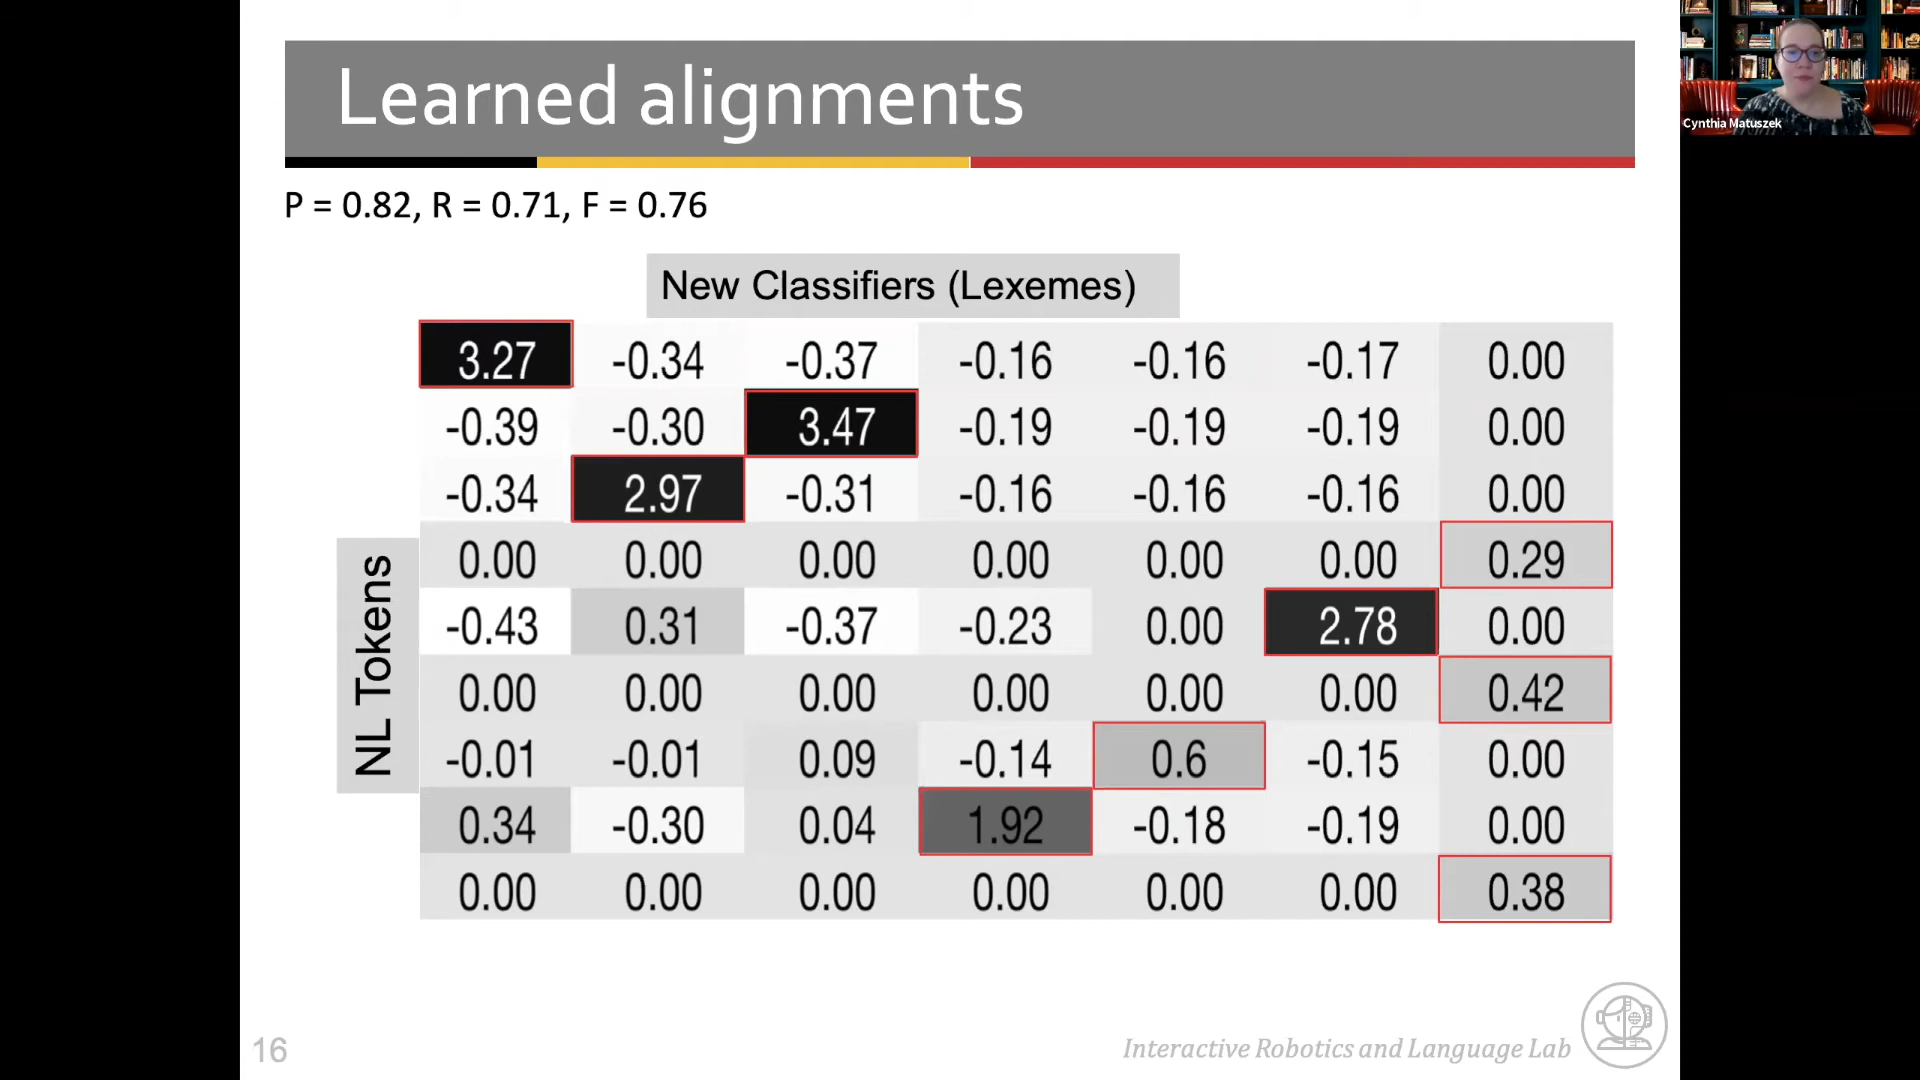 Learned alignments
Cynthia Matuszek
P = 0.82, R = 0.71, F = 0.76
New Classifiers (Lexemes)
NL Tokens
3.27 -0.34 -0.37 -0.16 -0.16 -0.17 0.00
-0.39 -0.30 3.47 -0.19 -0.19 -0.19 0.00
-0.34 2.97 -0.31 -0.16 -0.16 -0.16 0.00
0.00 0.00 0.00 0.00 0.00 0.00 0.29
-0.43 0.31 -0.37 -0.23 0.00 2.78 0.00
0.00 0.00 0.00 0.00 0.00 0.00 0.42
-0.01 -0.01 0.09 -0.14 0.6 -0.15 0.00
0.34 -0.30 0.04 1.92 -0.18 -0.19 0.00
0.00 0.00 0.00 0.00 0.00 0.00 0.38
16
Interactive Robotics and Language Lab